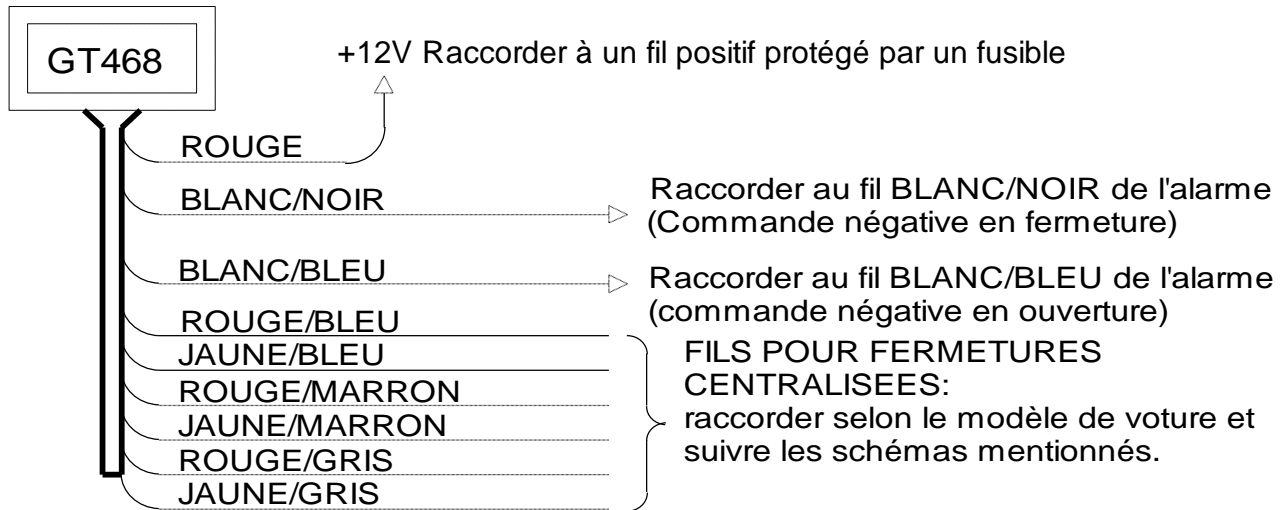 GT468
+12V Raccorder à un fil positif protégé par un fusible
ROUGE
BLANC/NOIR
Raccorder au fil BLANC/NOIR de l'alarme
(Commande négative en fermeture)
BLANC/BLEU
Raccorder au fil BLANC/BLEU de l'alarme
(commande négative en ouverture)
ROUGE/BLEU
JAUNE/BLEU
ROUGE/MARRON
JAUNE/MARRON
ROUGE/GRIS
JAUNE/GRIS
FILS POUR FERMETURES
CENTRALISEES:
raccorder selon le modèle de voture et
suivre les schémas mentionnés.